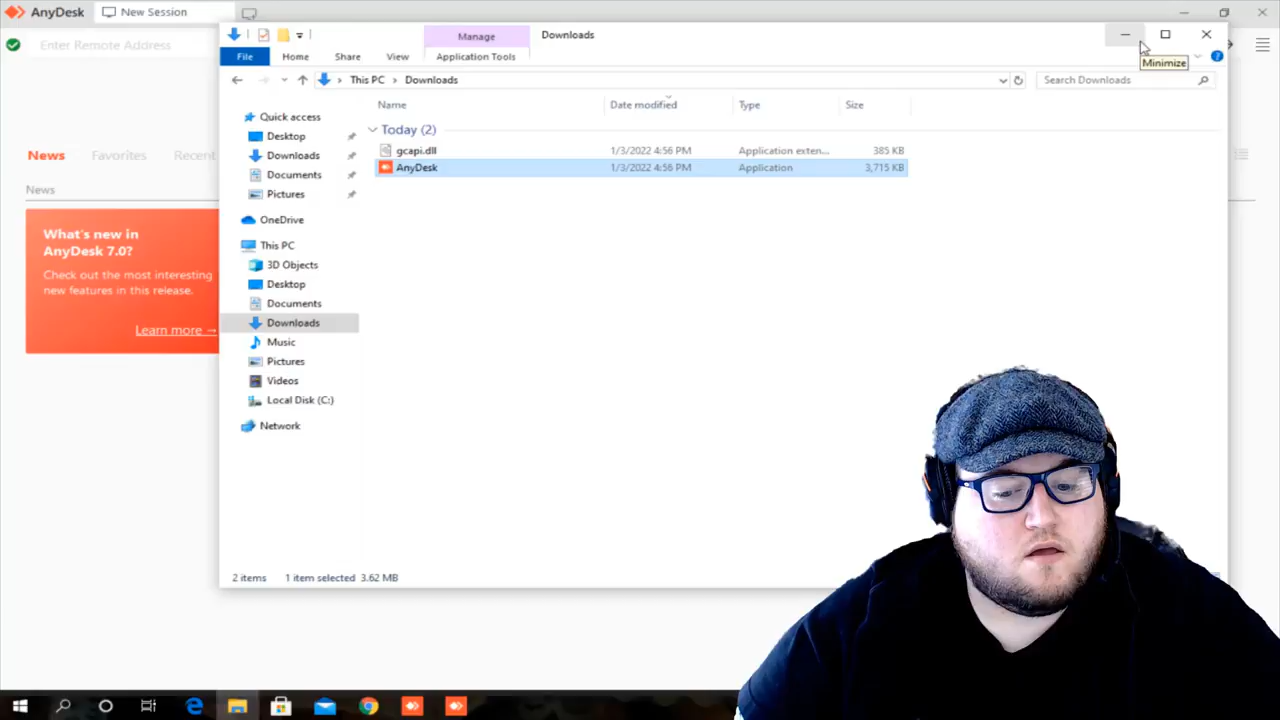 AnyDesk
New Session
Enter Remote Address
News
Favorites
Recent
News
What's new in
AnyDesk 7.0?
Check out the most interesting
new features in this release.
Learn more →
Manage
Downloads
File
Home
Share
View
Application Tools
Minimize
This PC
Downloads
Search Downloads
Name
Date modified
Type
Size
Today (2)
gcapi.dll
1/3/2022 4:56 PM
Application exten...
385 KB
AnyDesk
1/3/2022 4:56 PM
Application
3,715 KB
Quick access
Desktop
Downloads
Documents
Pictures
OneDrive
This PC
3D Objects
Desktop
Documents
Downloads
Music
Pictures
Videos
Local Disk (C:)
Network
2 items
1 item selected 3.62 MB